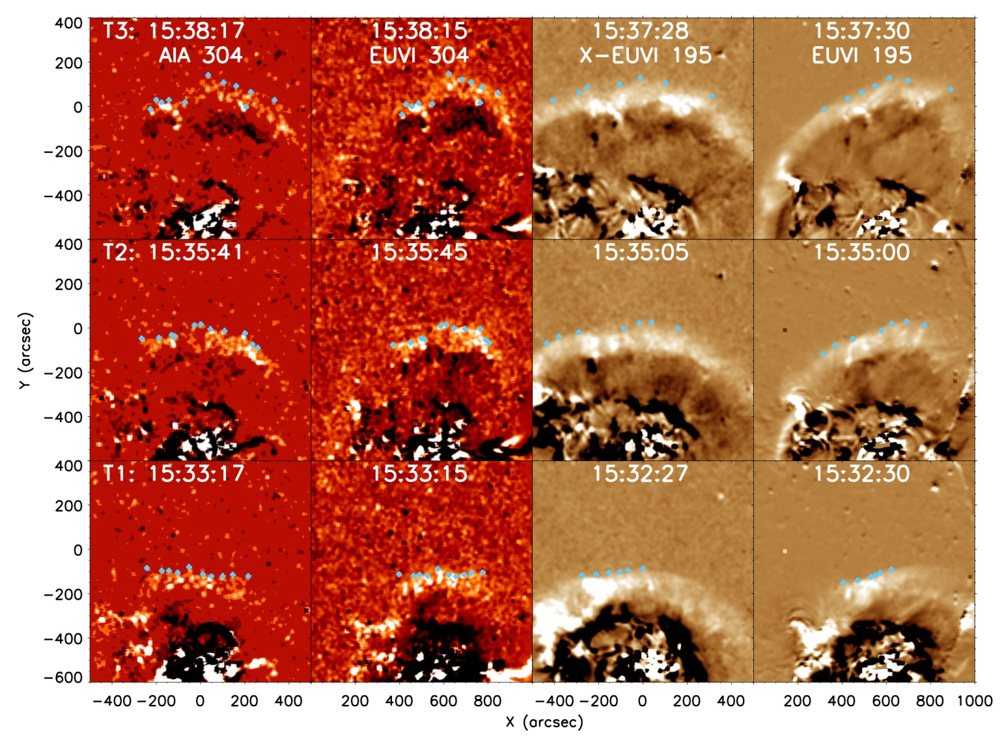 T3: 15:38:17 15:38:15 15:37:28 15:37:30
AIA 304 EUVI 304 X-EUVI 195 EUVI 195
400
200
0
-200
-400
T2: 15:35:41 15:35:45 15:35:05 15:35:00
400
200
0
-200
-400
Y (arcsec)
T1: 15:33:17 15:33:15 15:32:27 15:32:30
400
200
0
-200
-400
-600
-400 -200 0 200 400 200 400 600 800 -400 -200 0 200 400 200 400 600 800 1000
X (arcsec)